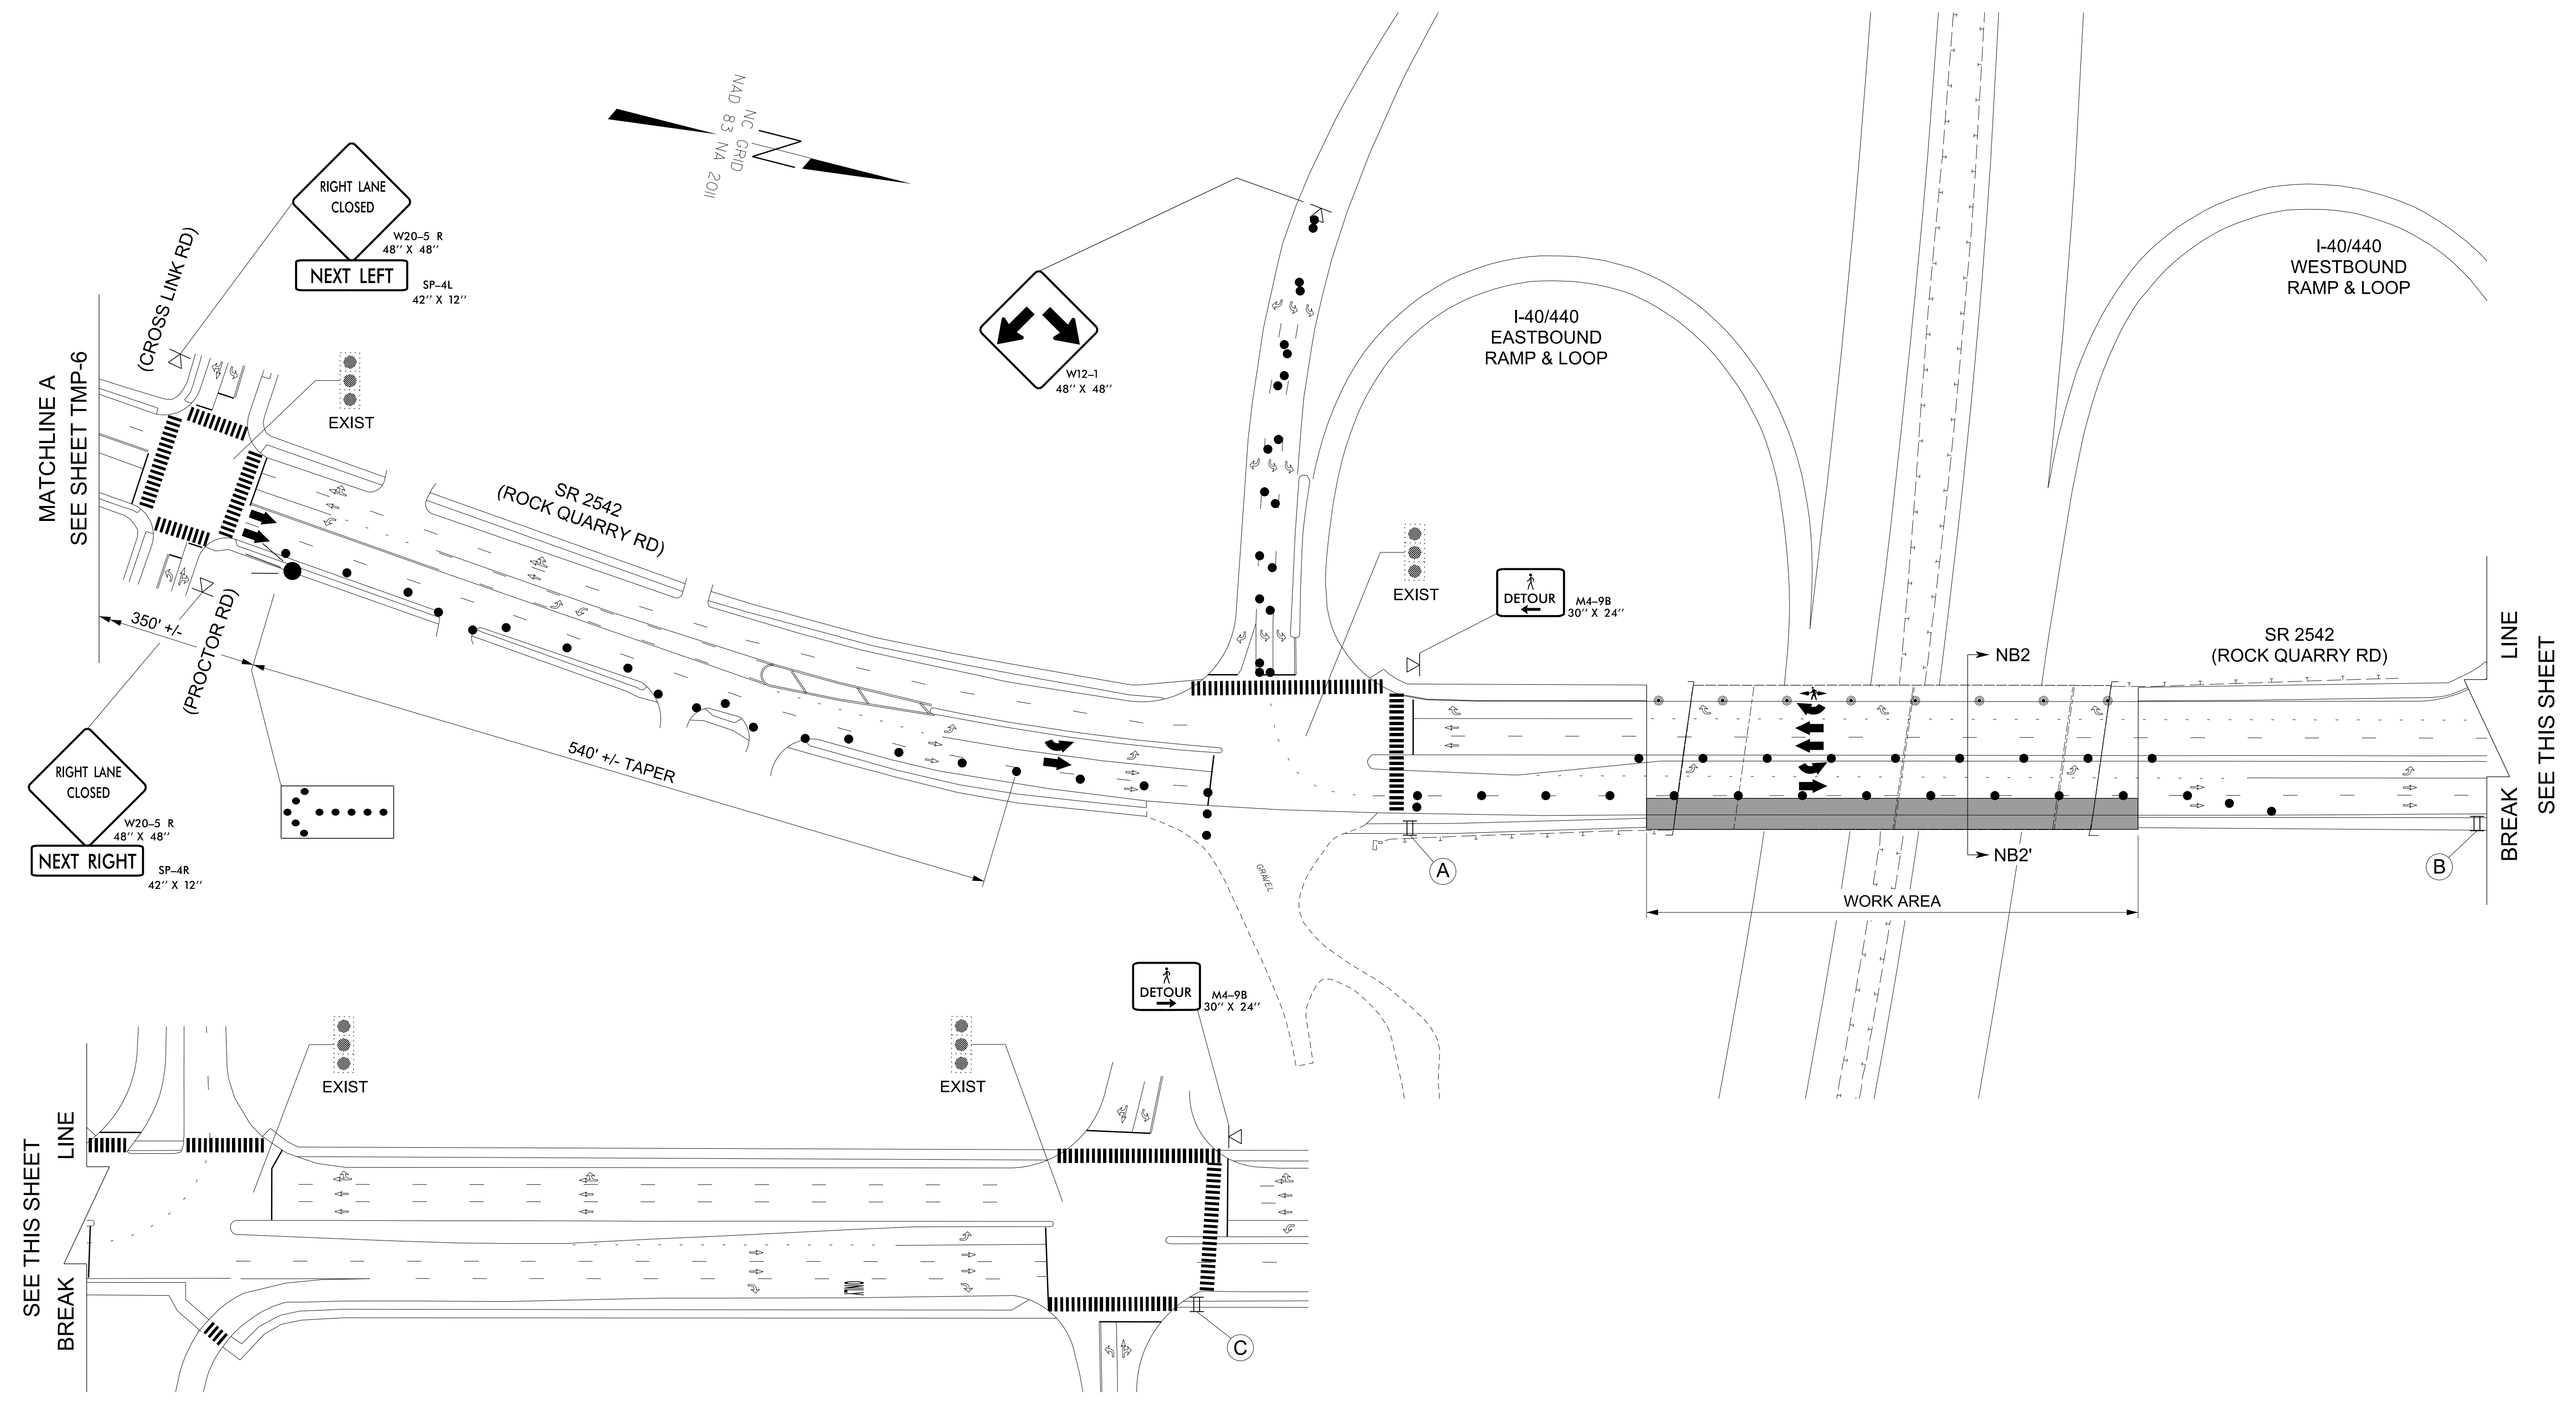 NC GRID
NAD 83 NA 2011
RIGHT LANE
CLOSED
W20-5 R
48'' X 48''
NEXT LEFT
SP-4L
42'' X 12''
(CROSS LINK RD)
MATCHLINE A
SEE SHEET TMP-6
EXIST
SR 2542
(ROCK QUARRY RD)
W12-1
48'' X 48''
I-40/440
EASTBOUND
RAMP & LOOP
I-40/440
WESTBOUND
RAMP & LOOP
EXIST
DETOUR
M4-9B
30'' X 24''
NB2
SR 2542
(ROCK QUARRY RD)
BREAK LINE
SEE THIS SHEET
350' +/-
(PROCTOR RD)
540' +/- TAPER
RIGHT LANE
CLOSED
W20-5 R
48'' X 48''
NEXT RIGHT
SP-4R
42'' X 12''
GRAVEL
A
NB2'
B
WORK AREA
DETOUR
M4-9B
30'' X 24''
EXIST
EXIST
SEE THIS SHEET
BREAK LINE
ONLY
C